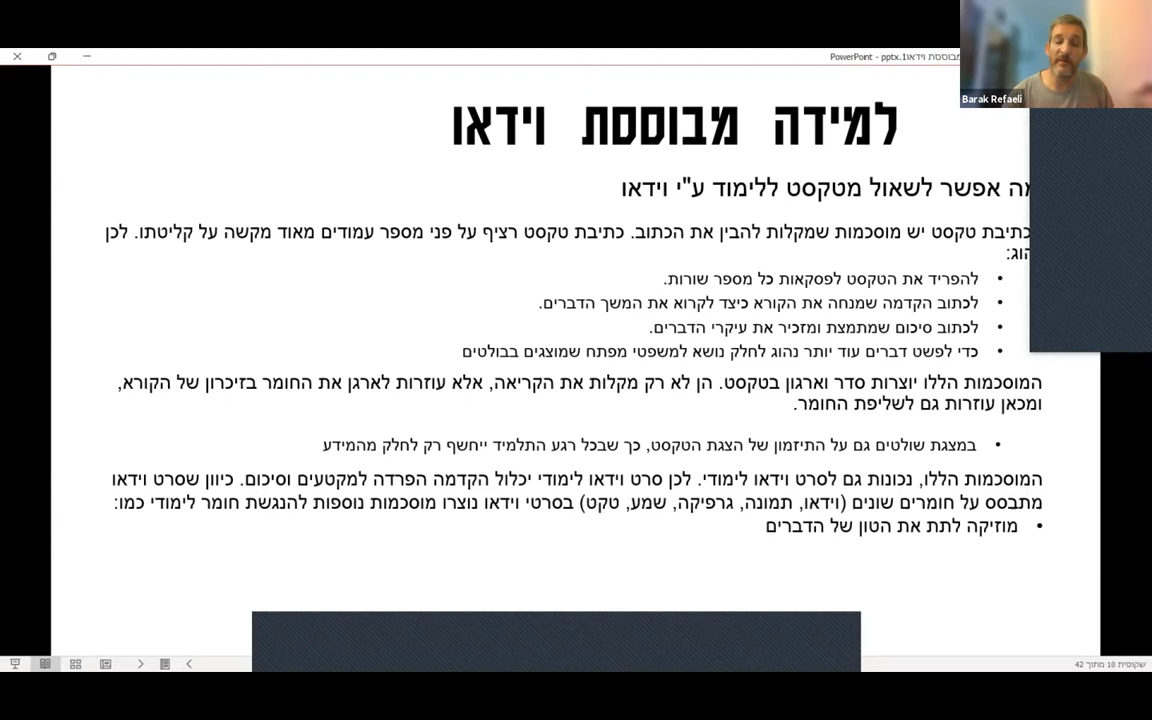 מבוססת וידאו1.pptx - PowerPoint
Barak Refaeli
למידה מבוססת וידאו
מה אפשר לשאול מטקסט ללימוד ע"י וידאו
כתיבת טקסט יש מוסכמות שמקלות להבין את הכתוב. כתיבת טקסט רציף על פני מספר עמודים מאוד מקשה על קליטתו. לכן
להפריד את הטקסט לפסקאות כל מספר שורות.
לכתוב הקדמה שמנחה את הקורא כיצד לקרוא את המשך הדברים.
לכתוב סיכום שמתמצת ומזכיר את עיקרי הדברים.
כדי לפשט דברים עוד יותר נהוג לחלק נושא למשפטי מפתח שמוצגים בבולטים
המוסכמות הללו יוצרות סדר וארגון בטקסט. הן לא רק מקלות את הקריאה, אלא עוזרות לארגן את החומר בזיכרון של הקורא,
ומכאן עוזרות גם לשליפת החומר.
במצגת שולטים גם על התיזמון של הצגת הטקסט, כך שבכל רגע התלמיד ייחשף רק לחלק מהמידע
המוסכמות הללו, נכונות גם לסרט וידאו לימודי. לכן סרט וידאו לימודי יכלול הקדמה הפרדה למקטעים וסיכום. כיוון שסרט וידאו
מתבסס על חומרים שונים (וידאו, תמונה, גרפיקה, שמע, טקט) בסרטי וידאו נוצרו מוסכמות נוספות להנגשת חומר לימודי כמו:
מוזיקה לתת את הטון של הדברים
שקופית 10 מתוך 42